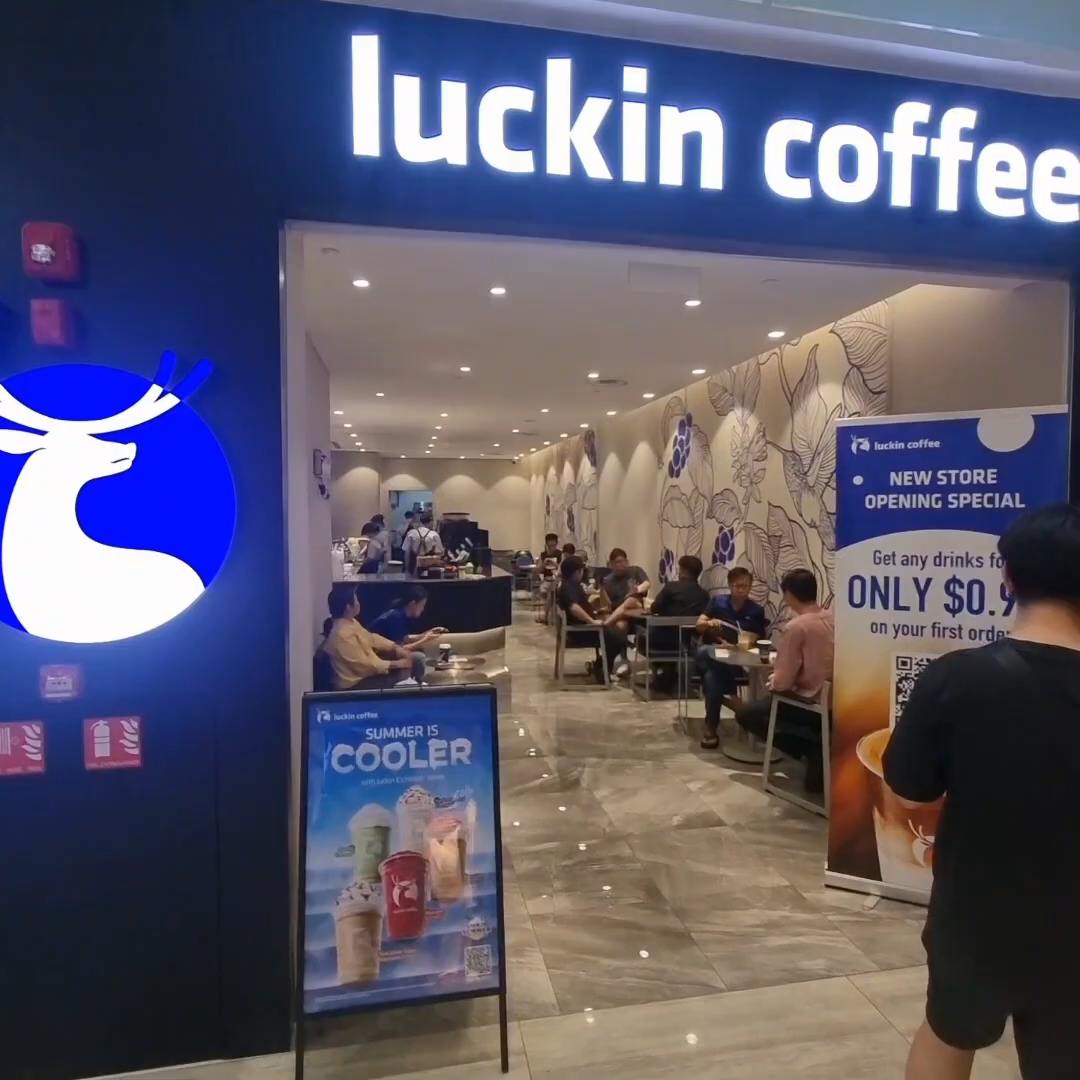 luckin coffee
luckin coffee
NEW STORE
OPENING SPECIAL
Get any drinks
ONLY $0.9
on your first order
luckin coffee
SUMMER IS
COOLER